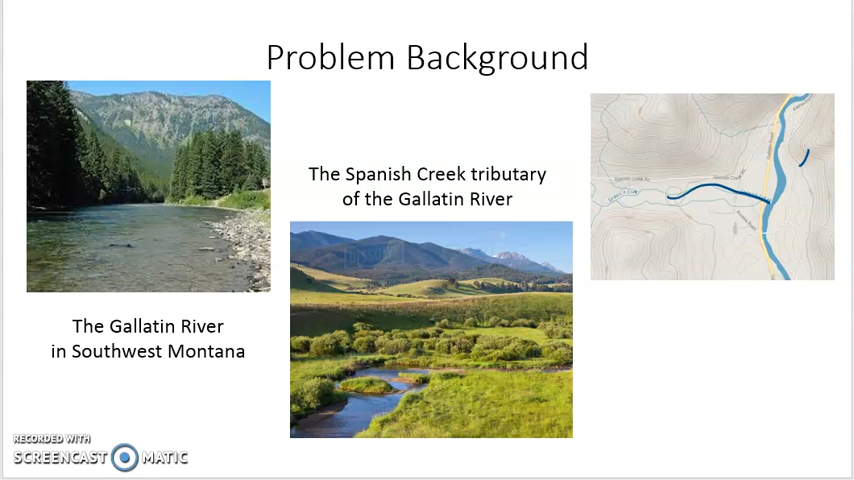 Problem Background
The Spanish Creek tributary
of the Gallatin River
The Gallatin River
in Southwest Montana
RECORDED WITH
SCREENCAST MATIC